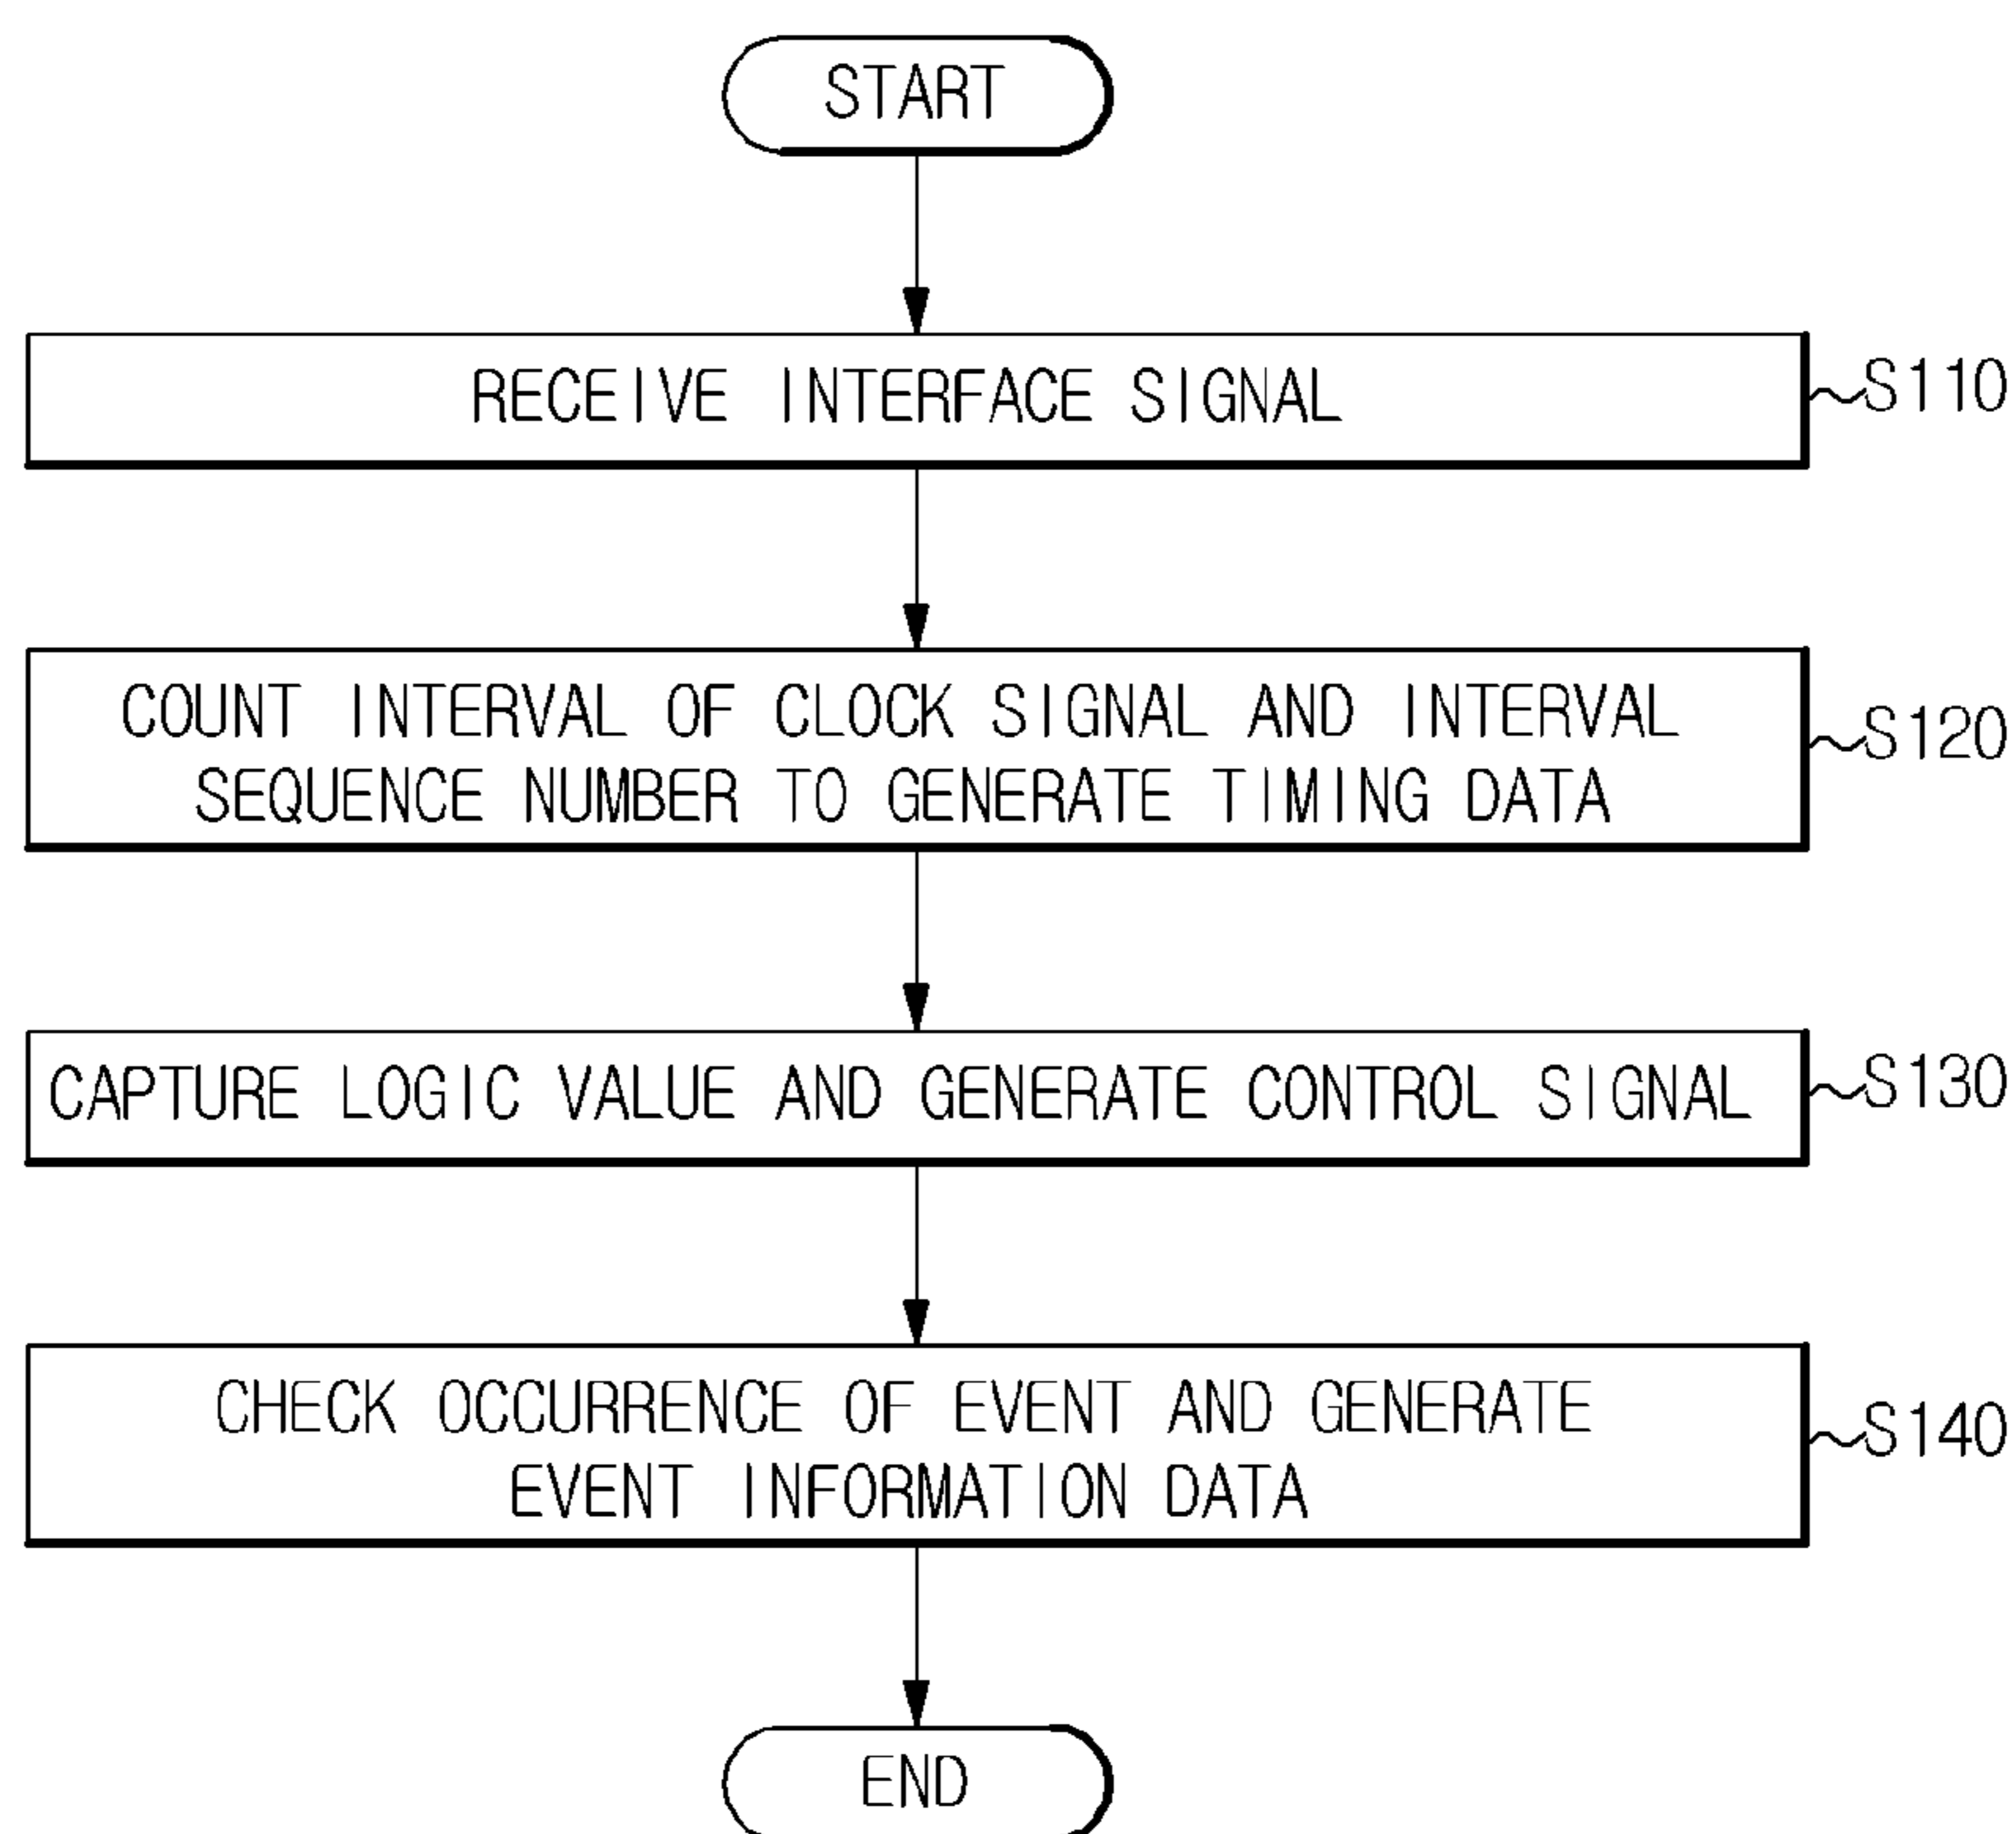 START
RECEIVE INTERFACE SIGNAL
S110
COUNT INTERVAL OF CLOCK SIGNAL AND INTERVAL
SEQUENCE NUMBER TO GENERATE TIMING DATA
S120
CAPTURE LOGIC VALUE AND GENERATE CONTROL SIGNAL
S130
CHECK OCCURRENCE OF EVENT AND GENERATE
EVENT INFORMATION DATA
S140
END